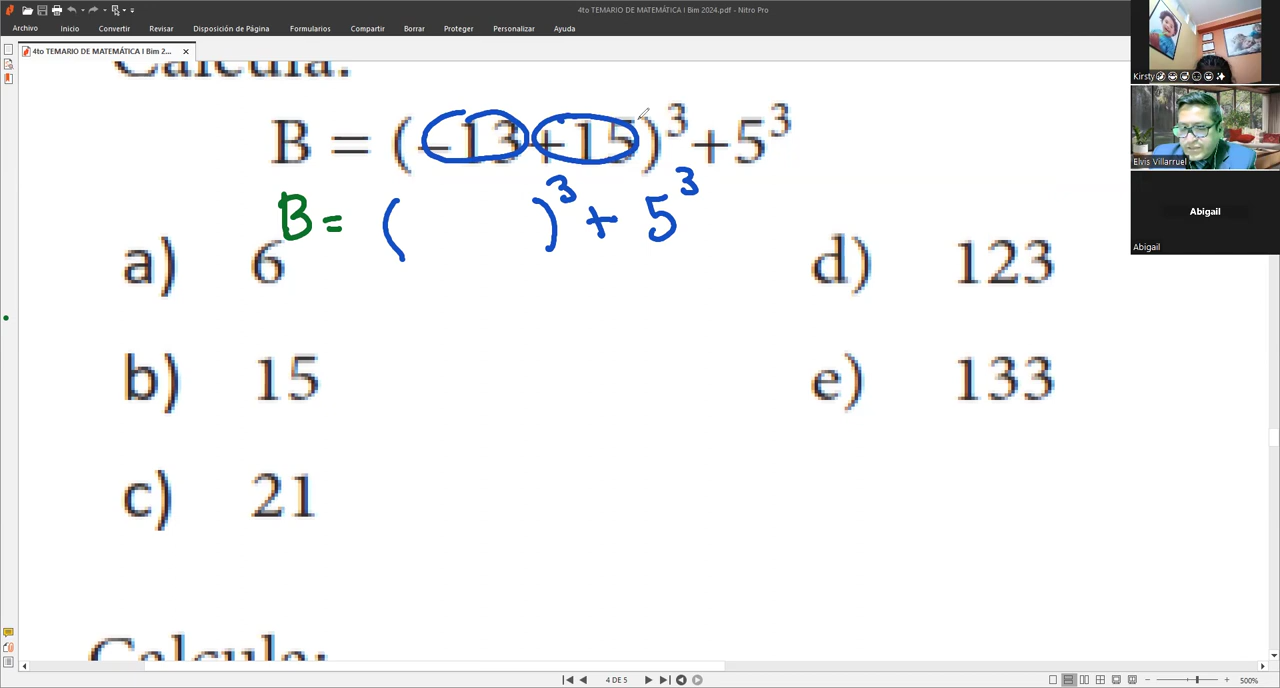 4to TEMARIO DE MATEMÁTICA I Bim 2024.pdf - Nitro Pro
Archivo Inicio Convertir Revisar Disposición de Página Formularios Compartir Borrar Proteger Personalizar Ayuda
4to TEMARIO DE MATEMÁTICA I Bim 2...
Calcula:
B = (−13+15)³+5³
B = ( )³ + 5³
a) 6
b) 15
c) 21
d) 123
e) 133
Calcule:
Kirsty
Elvis Villarruel
Abigail
Abigail
4 DE 5
500%